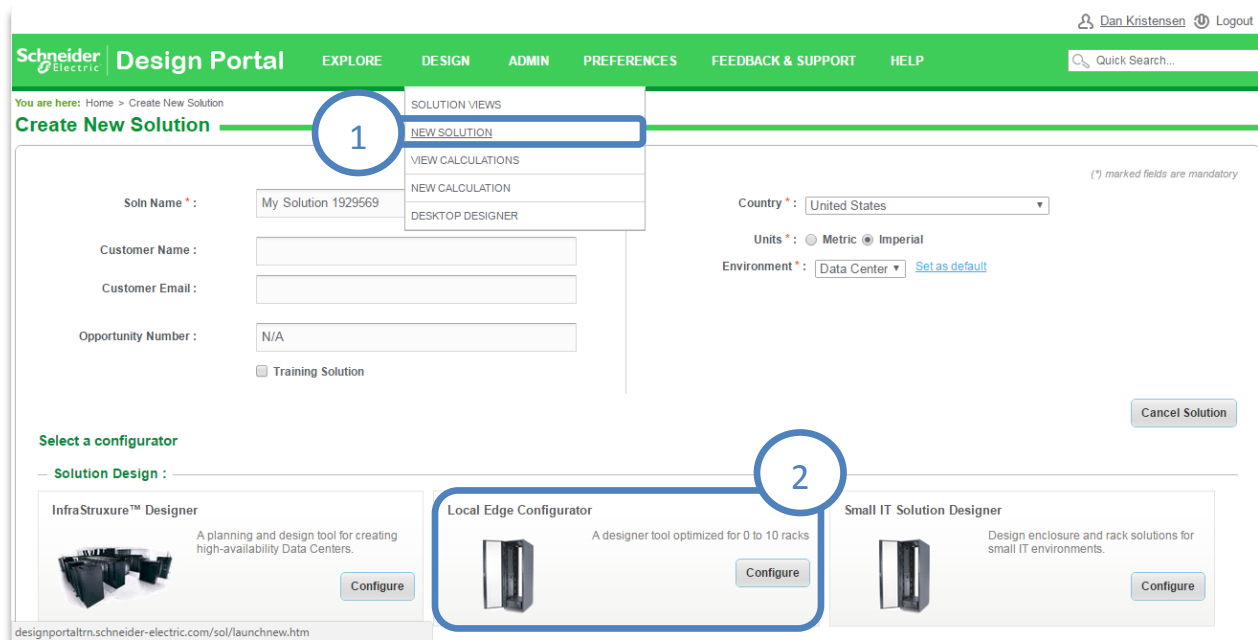 Dan Kristensen Logout
Schneider Electric Design Portal EXPLORE DESIGN ADMIN PREFERENCES FEEDBACK & SUPPORT HELP Quick Search...
You are here: Home > Create New Solution
Create New Solution
1
SOLUTION VIEWS
NEW SOLUTION
VIEW CALCULATIONS
NEW CALCULATION
DESKTOP DESIGNER
(*) marked fields are mandatory
Soln Name * : My Solution 1929569
Customer Name :
Customer Email :
Opportunity Number : N/A
Training Solution
Country * : United States
Units * : Metric Imperial
Environment * : Data Center Set as default
Cancel Solution
Select a configurator
Solution Design :
2
InfraStruxure™ Designer
A planning and design tool for creating
high-availability Data Centers.
Configure
Local Edge Configurator
A designer tool optimized for 0 to 10 racks
Configure
Small IT Solution Designer
Design enclosure and rack solutions for
small IT environments.
Configure
designportaltrn.schneider-electric.com/sol/launchnew.htm